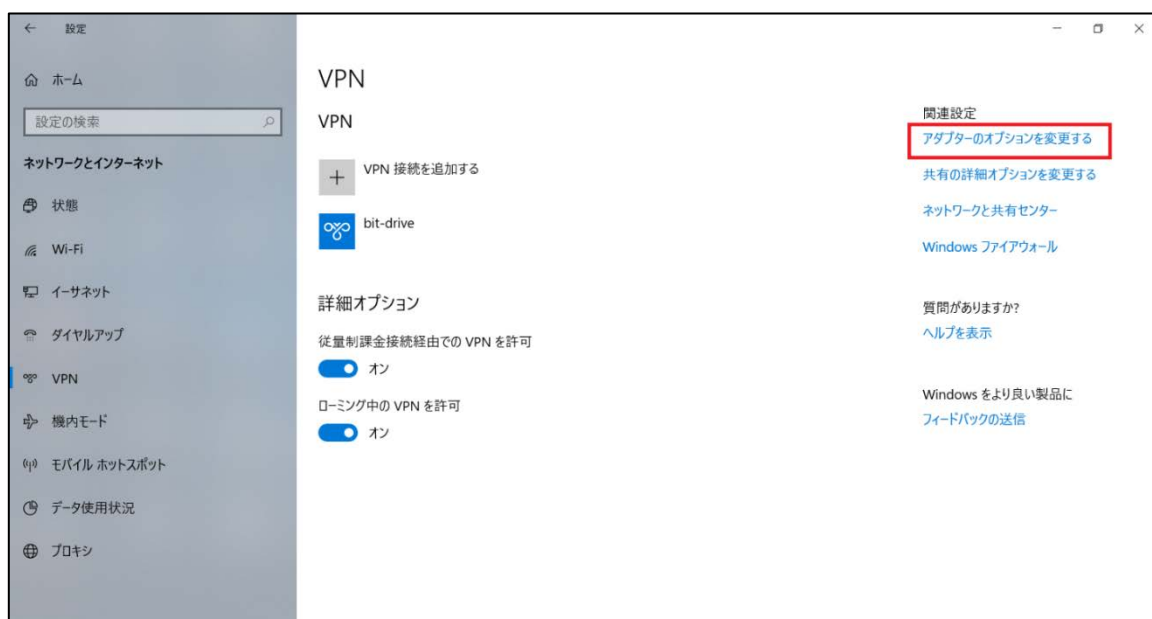 設定
ホーム
設定の検索
ネットワークとインターネット
状態
Wi-Fi
イーサネット
ダイヤルアップ
VPN
機内モード
モバイル ホットスポット
データ使用状況
プロキシ
VPN
VPN
VPN 接続を追加する
bit-drive
詳細オプション
従量制課金接続経由での VPN を許可
オン
ローミング中の VPN を許可
オン
関連設定
アダプターのオプションを変更する
共有の詳細オプションを変更する
ネットワークと共有センター
Windows ファイアウォール
質問がありますか?
ヘルプを表示
Windows をより良い製品に
フィードバックの送信